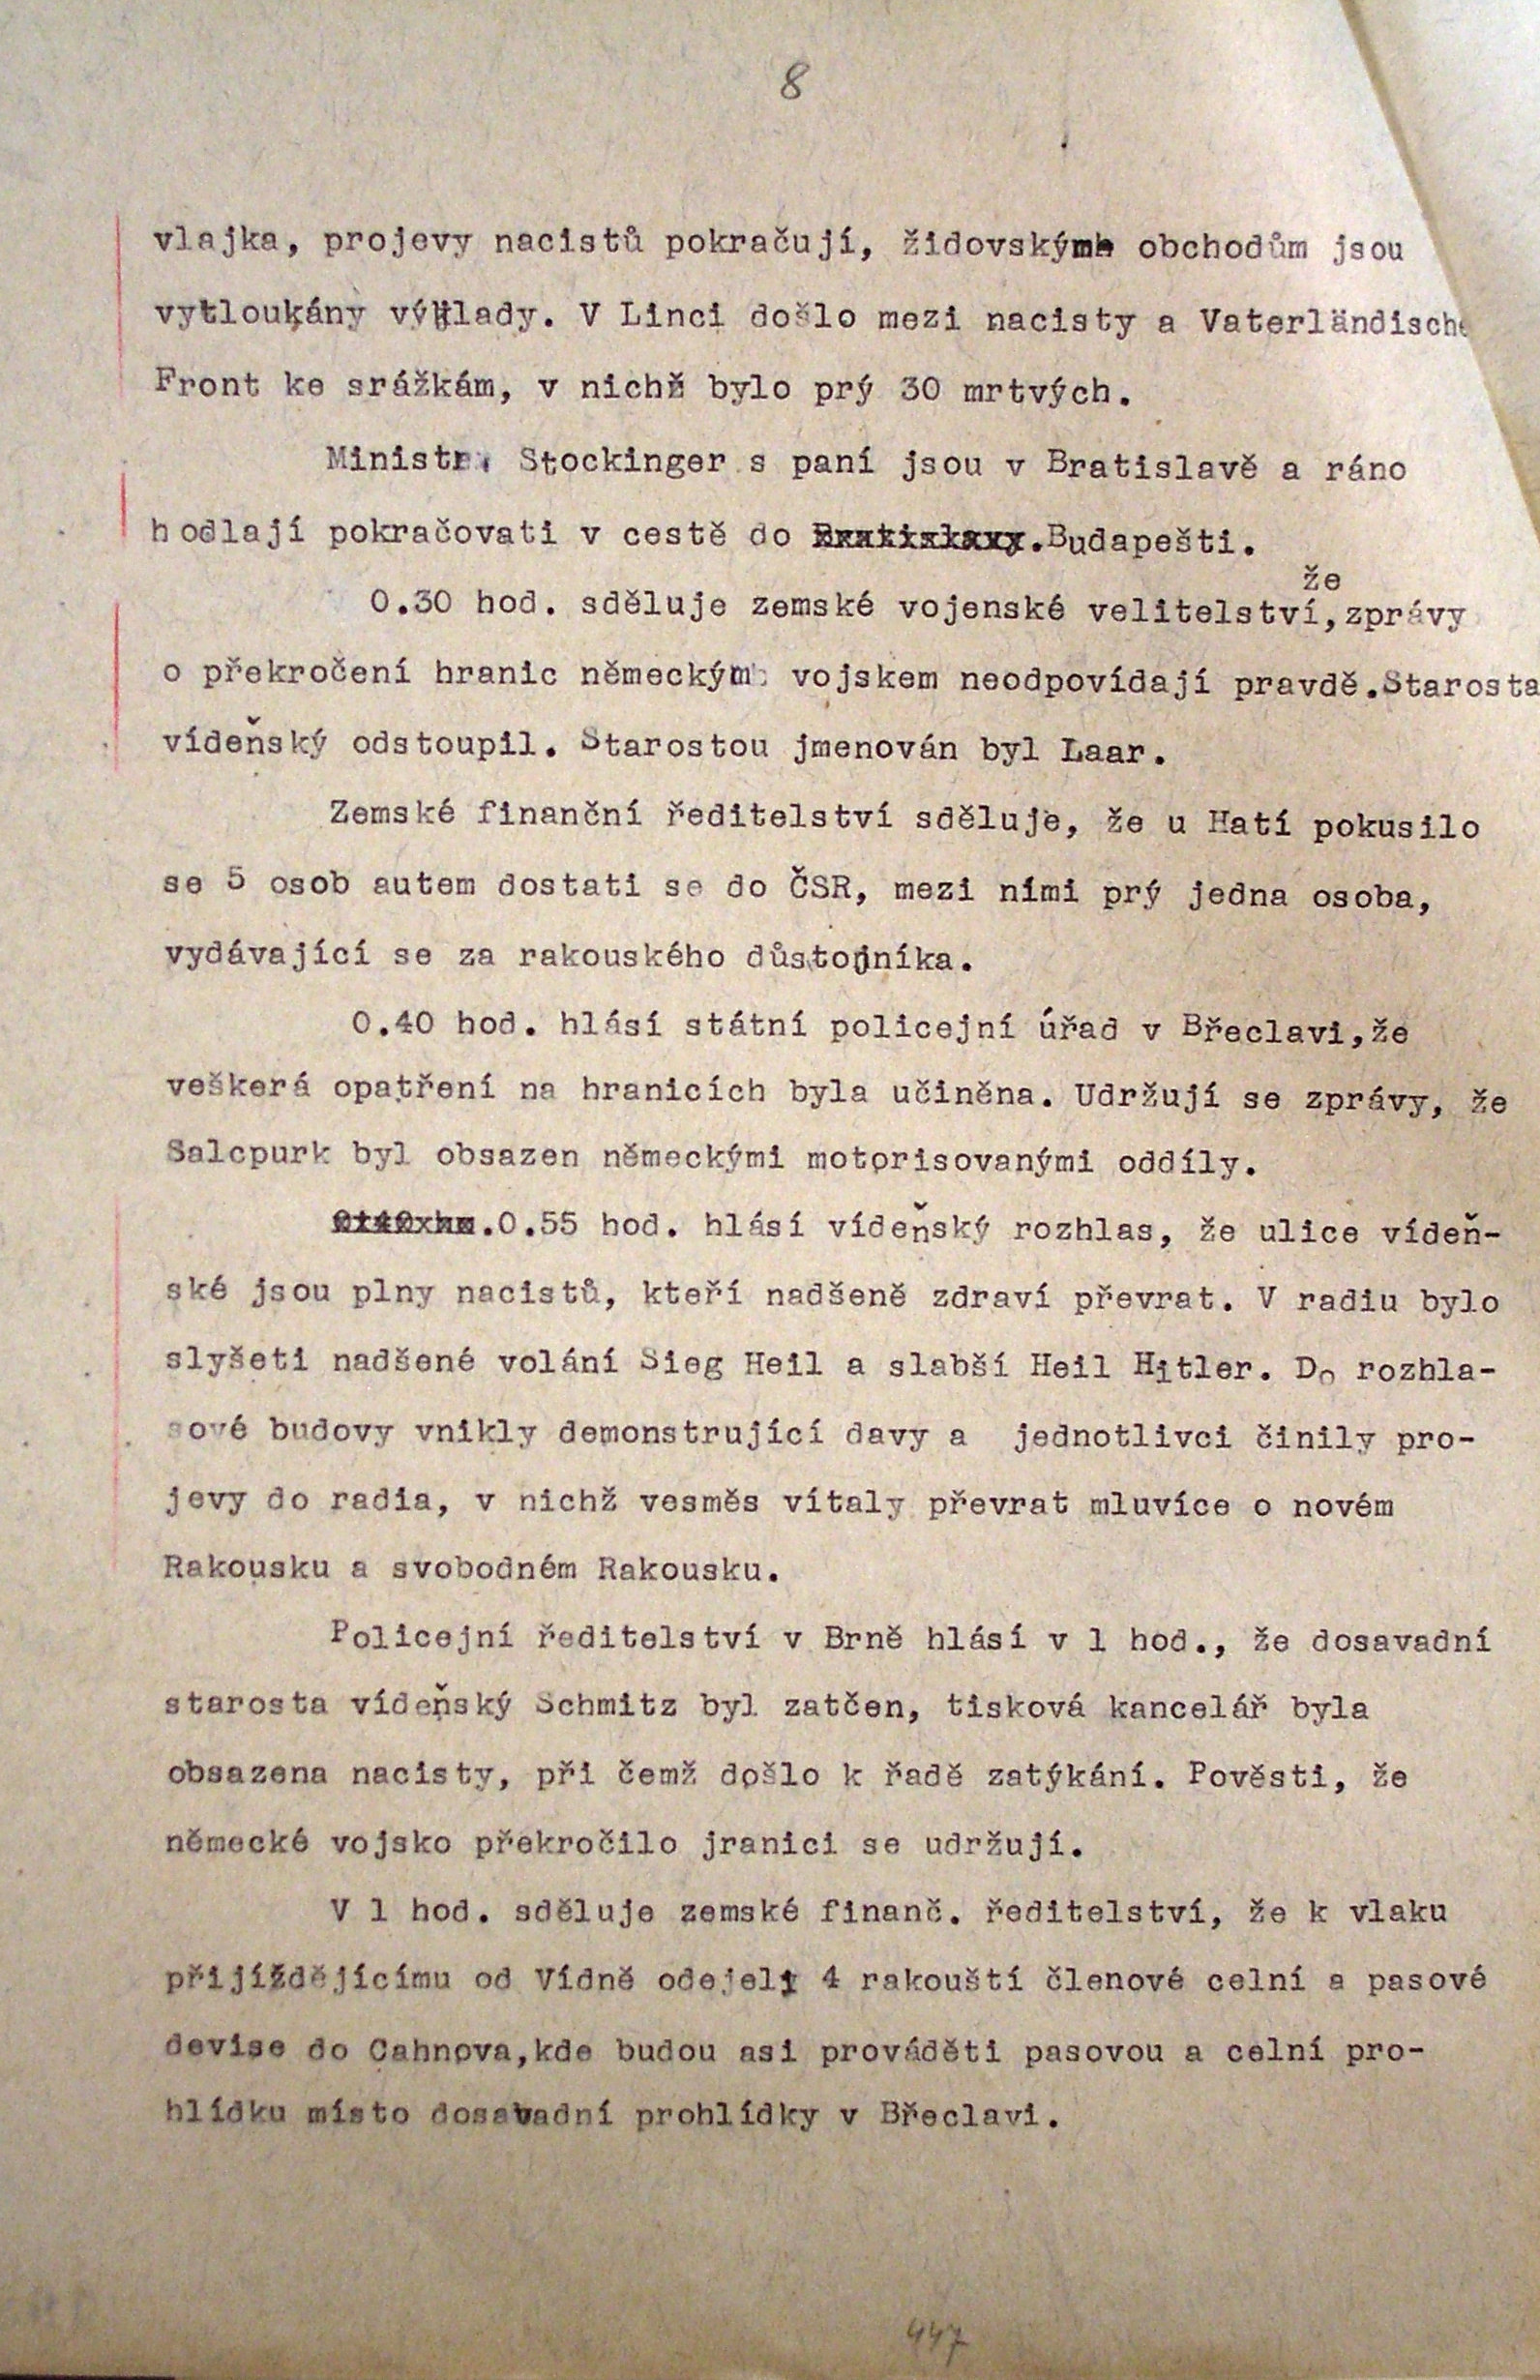 8
vlajka, projevy nacistů pokračují, židovským obchodům jsou
vytloukány výklady. V Linci došlo mezi nacisty a Vaterländische
Front ke srážkám, v nichž bylo prý 30 mrtvých.
Ministr Stockinger s paní jsou v Bratislavě a ráno
hodlají pokračovati v cestě do Bratislavy.Budapešti.
že
0.30 hod. sděluje zemské vojenské velitelství, zprávy
o překročení hranic německým vojskem neodpovídají pravdě.Starosta
vídeňský odstoupil. Starostou jmenován byl Laar.
Zemské finanční ředitelství sděluje, že u Hatí pokusilo
se 5 osob autem dostati se do ČSR, mezi nimi prý jedna osoba,
vydávající se za rakouského důstojníka.
0.40 hod. hlásí státní policejní úřad v Břeclavi,že
veškerá opatření na hranicích byla učiněna. Udržují se zprávy, že
Salcpurk byl obsazen německými motorisovanými oddíly.
.0.55 hod. hlásí vídeňský rozhlas, že ulice vídeň-
ské jsou plny nacistů, kteří nadšeně zdraví převrat. V radiu bylo
slyšeti nadšené volání Sieg Heil a slabší Heil Hitler. Do rozhla-
sové budovy vnikly demonstrující davy a jednotlivci činily pro-
jevy do radia, v nichž vesměs vítaly převrat mluvíce o novém
Rakousku a svobodném Rakousku.
Policejní ředitelství v Brně hlásí v 1 hod., že dosavadní
starosta vídeňský Schmitz byl zatčen, tisková kancelář byla
obsazena nacisty, při čemž došlo k řadě zatýkání. Pověsti, že
německé vojsko překročilo jranici se udržují.
V 1 hod. sděluje zemské finanč. ředitelství, že k vlaku
přijíždějícímu od Vídně odejeli 4 rakouští členové celní a pasové
devise do Cahnova,kde budou asi prováděti pasovou a celní pro-
hlídku místo dosavadní prohlídky v Břeclavi.
447